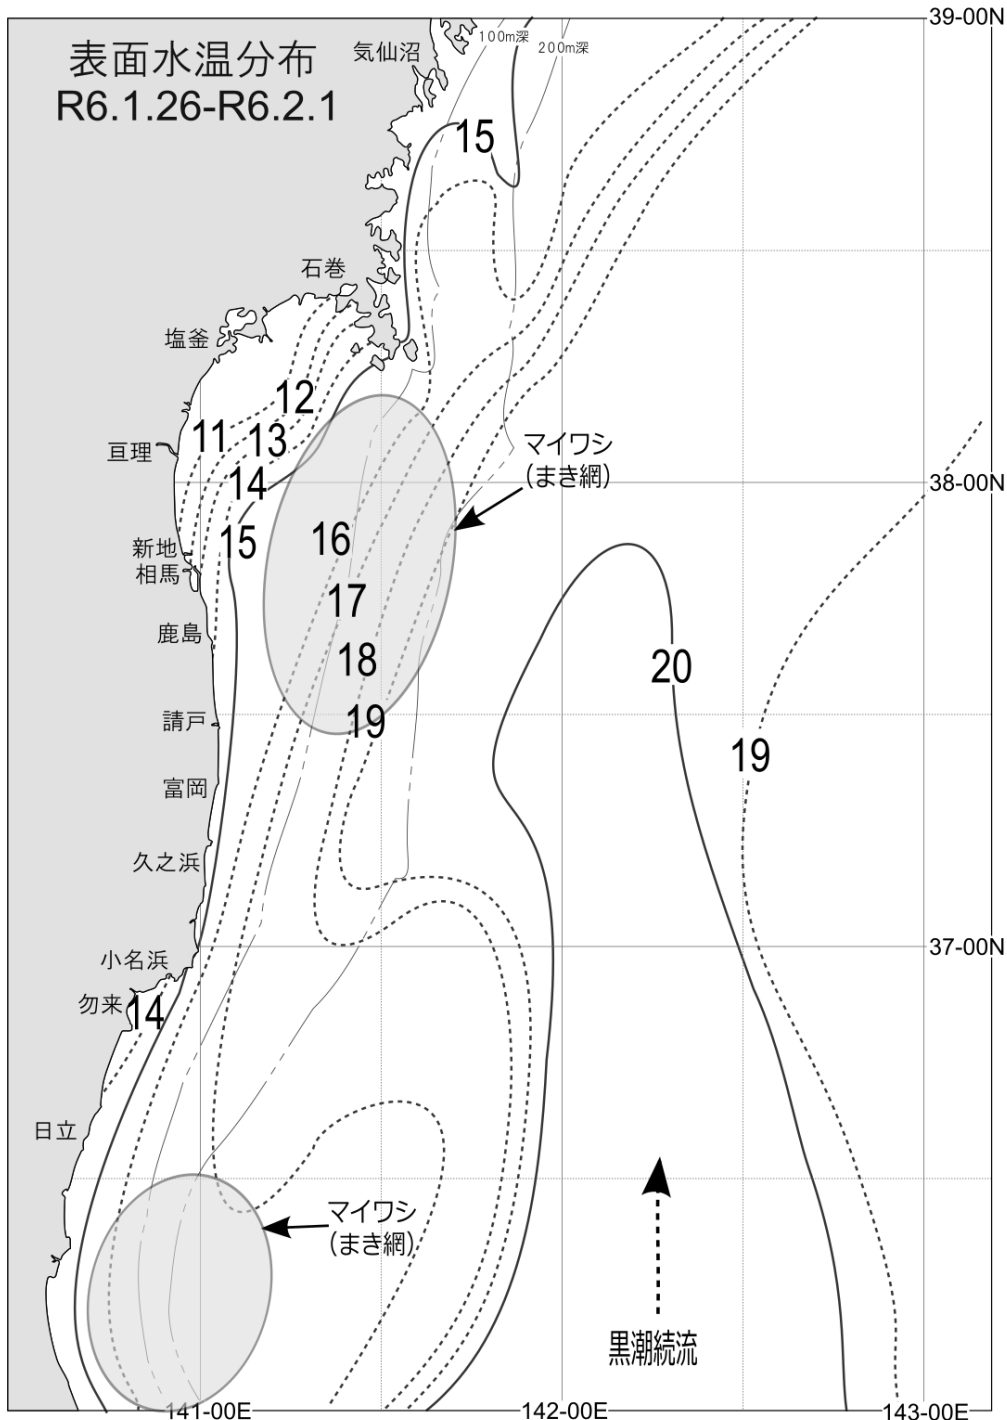 39-00N
100m深
200m深
気仙沼
表面水温分布
R6.1.26-R6.2.1
15
石巻
塩釜
12
11
13
亘理
マイワシ
(まき網)
14
38-00N
15
16
新地
相馬
17
鹿島
18
20
請戸
19
19
富岡
久之浜
37-00N
小名浜
勿来
14
日立
マイワシ
(まき網)
黒潮続流
141-00E
142-00E
143-00E